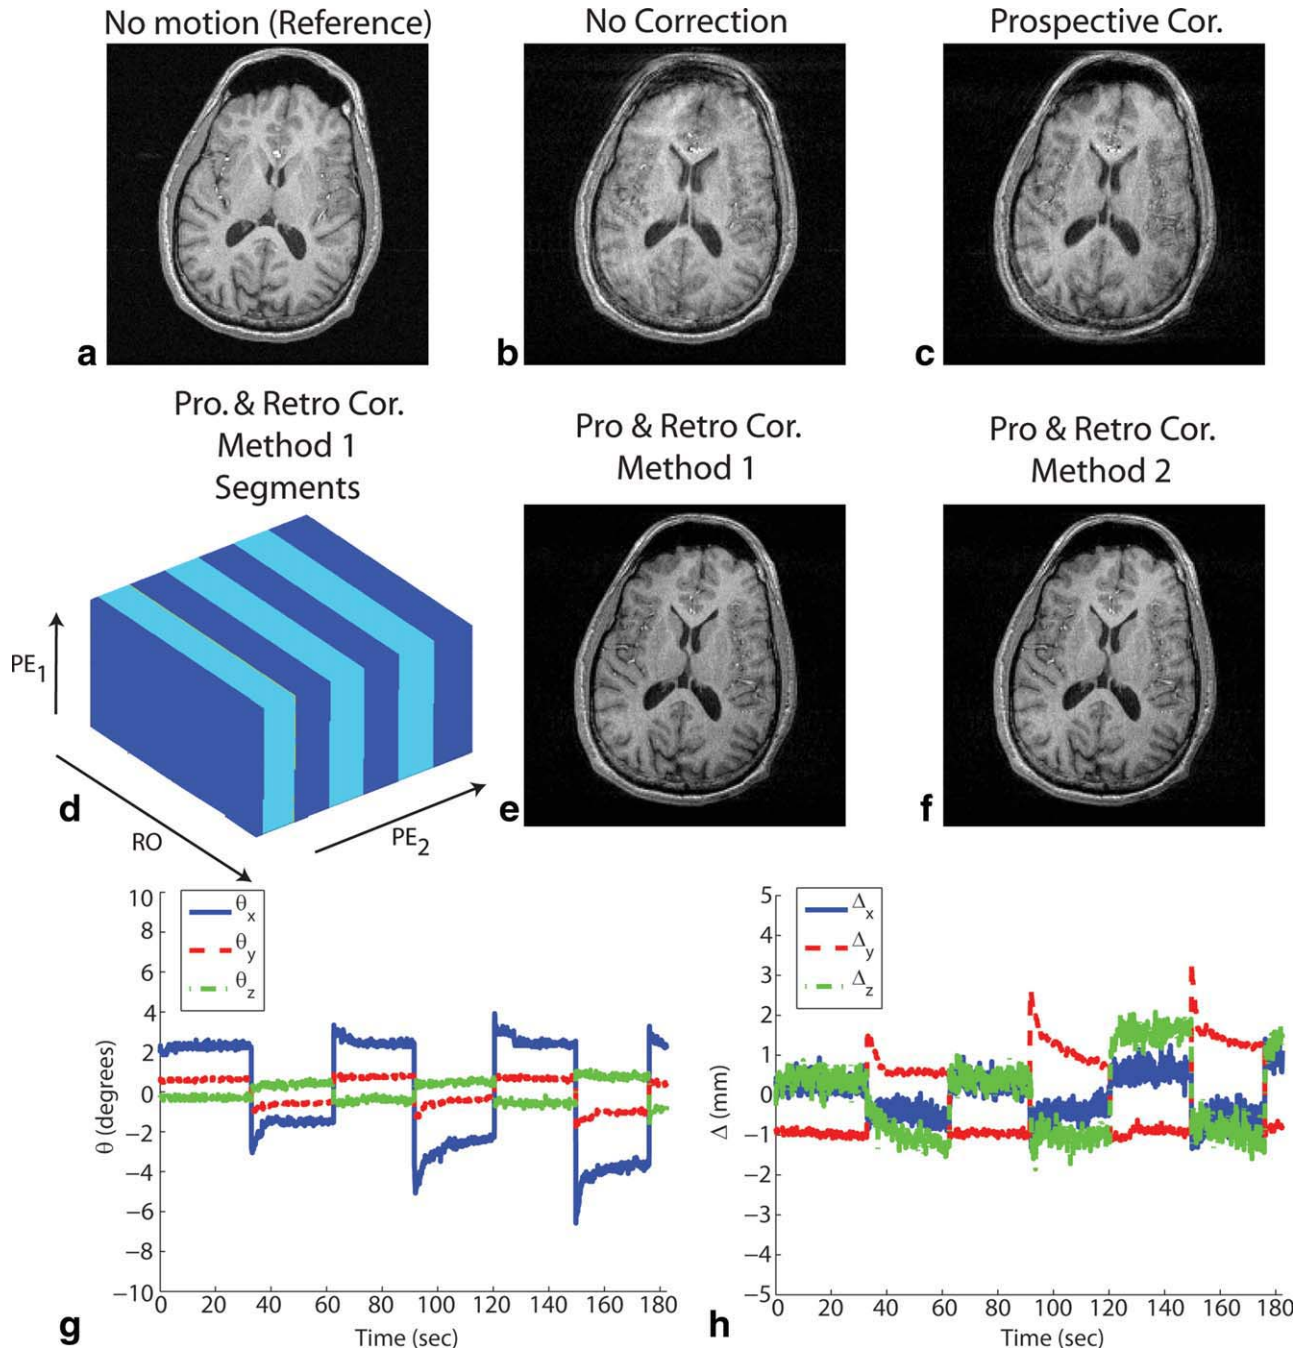 No motion (Reference)
No Correction
Prospective Cor.
a
b
c
Pro. & Retro Cor.
Method 1
Segments
Pro & Retro Cor.
Method 1
Pro & Retro Cor.
Method 2
PE1
RO
PE2
d
e
f
θx
θy
θz
10
8
6
4
2
0
−2
−4
−6
−8
−10
θ (degrees)
0 20 40 60 80 100 120 140 160 180
Time (sec)
g
Δx
Δy
Δz
5
4
3
2
1
0
−1
−2
−3
−4
−5
Δ (mm)
0 20 40 60 80 100 120 140 160 180
Time (sec)
h